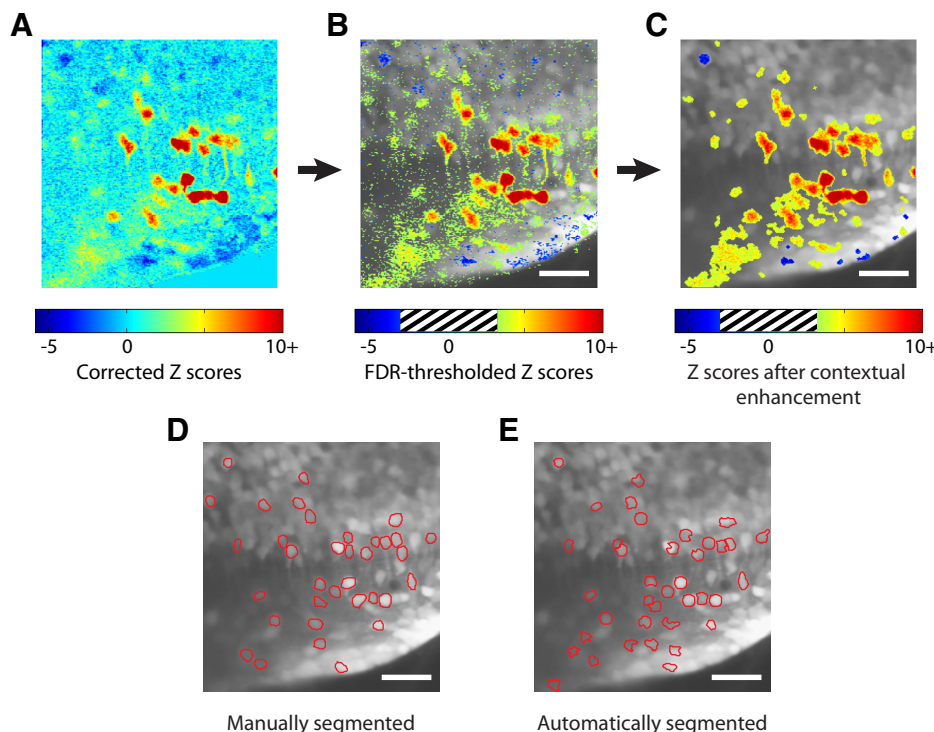 A B C
-5 0 10+ -5 0 10+ -5 0 10+
Corrected Z scores FDR-thresholded Z scores Z scores after contextual
enhancement
D E
Manually segmented Automatically segmented